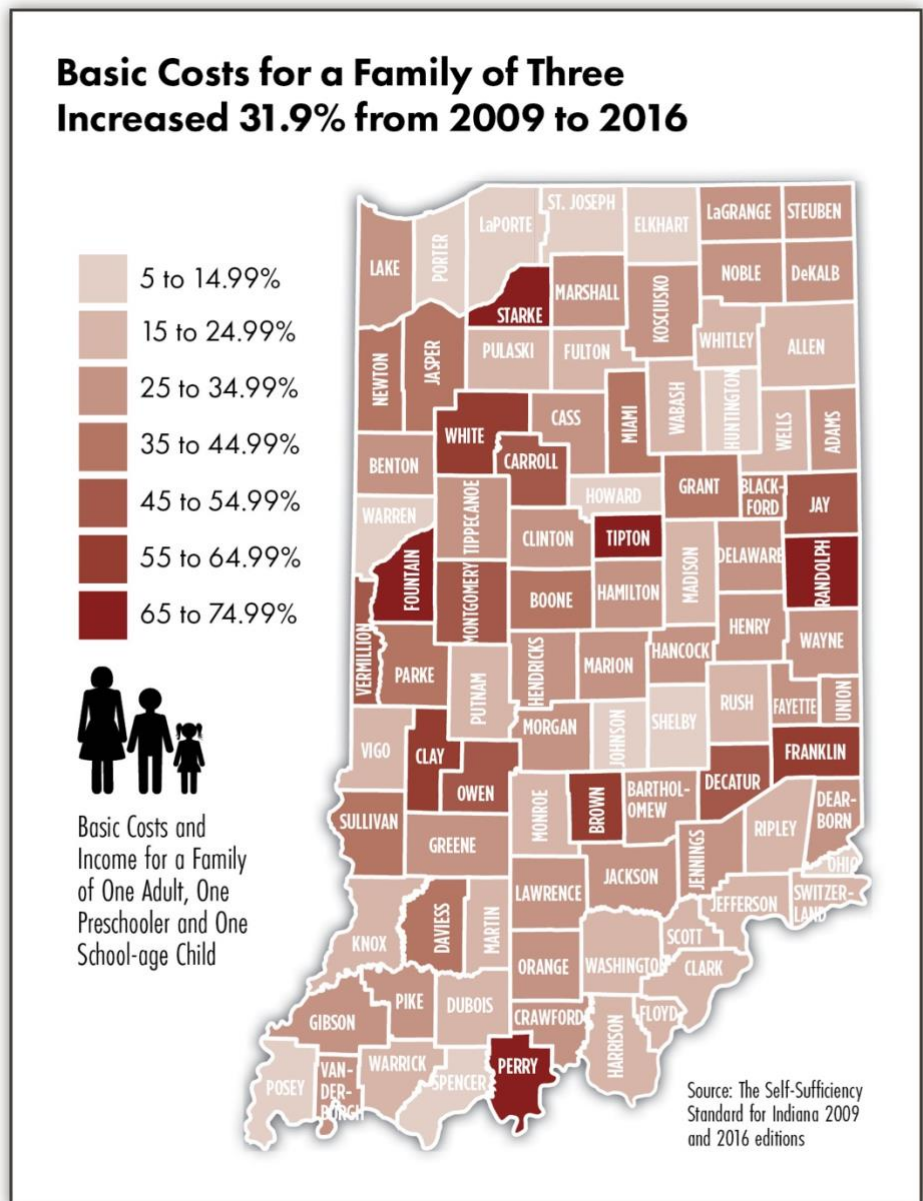 Basic Costs for a Family of Three
Increased 31.9% from 2009 to 2016
5 to 14.99%
15 to 24.99%
25 to 34.99%
35 to 44.99%
45 to 54.99%
55 to 64.99%
65 to 74.99%
Basic Costs and
Income for a Family
of One Adult, One
Preschooler and One
School-age Child
LAKE
PORTER
LaPORTE
ST. JOSEPH
ELKHART
LaGRANGE
STEUBEN
NOBLE
DeKALB
STARKE
MARSHALL
KOSCIUSKO
WHITLEY
ALLEN
NEWTON
JASPER
PULASKI
FULTON
MIAMI
WABASH
HUNTINGTON
WELLS
ADAMS
WHITE
CASS
CARROLL
BENTON
HOWARD
GRANT
BLACK-
FORD
JAY
WARREN
TIPPECANOE
CLINTON
TIPTON
MADISON
DELAWARE
RANDOLPH
FOUNTAIN
MONTGOMERY
BOONE
HAMILTON
HENRY
WAYNE
VERMILLION
PARKE
PUTNAM
HENDRICKS
MARION
HANCOCK
RUSH
FAYETTE
UNION
VIGO
CLAY
MORGAN
JOHNSON
SHELBY
FRANKLIN
OWEN
DECATUR
SULLIVAN
GREENE
MONROE
BROWN
BARTHOL-
OMEW
JENNINGS
RIPLEY
DEAR-
BORN
OHIO
JACKSON
JEFFERSON
SWITZER-
LAND
LAWRENCE
SCOTT
KNOX
DAVIESS
MARTIN
ORANGE
WASHINGTON
CLARK
GIBSON
PIKE
DUBOIS
CRAWFORD
HARRISON
FLOYD
POSEY
VAN-
DER-
BURGH
WARRICK
SPENCER
PERRY
Source: The Self-Sufficiency
Standard for Indiana 2009
and 2016 editions